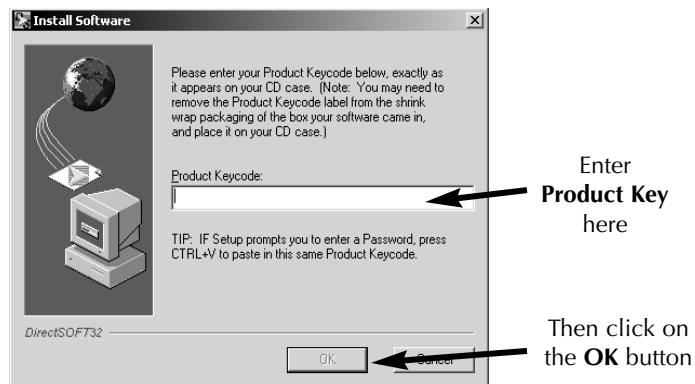 Install Software
Please enter your Product Keycode below, exactly as
it appears on your CD case. (Note: You may need to
remove the Product Keycode label from the shrink
wrap packaging of the box your software came in,
and place it on your CD case.)
Product Keycode:
Enter
Product Key
here
TIP: IF Setup prompts you to enter a Password, press
CTRL+V to paste in this same Product Keycode.
DirectSOFT32
OK
Cancel
Then click on
the OK button